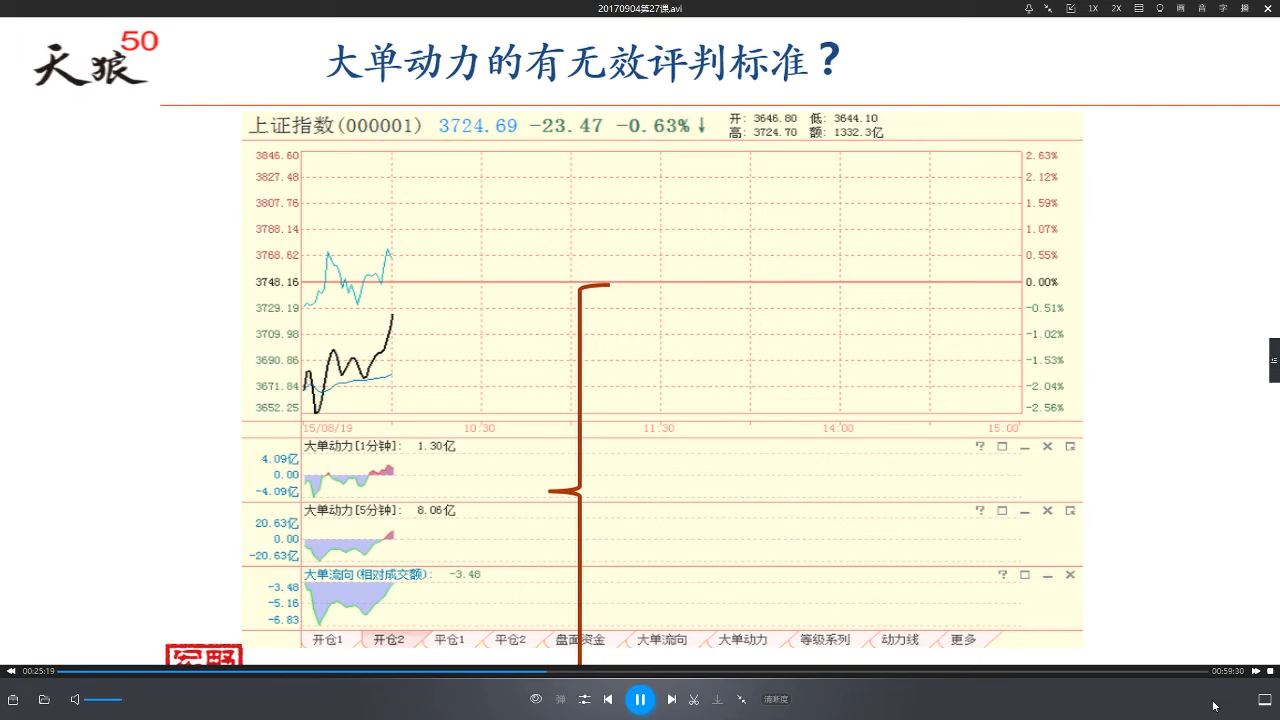 20170904第27课.avi
1X 2X 画 音 字 播
天狼50
大单动力的有无效评判标准？
上证指数(000001) 3724.69 -23.47 -0.63%↓
开: 3646.80 低: 3644.10
高: 3724.70 额: 1332.3亿
3846.60 2.63%
3827.48 2.12%
3807.76 1.59%
3788.14 1.07%
3768.62 0.55%
3748.16 0.00%
3729.19 -0.51%
3709.98 -1.02%
3690.86 -1.53%
3671.84 -2.04%
3652.25 -2.56%
15/08/19 10:30 11:30 14:00 15:00
大单动力[1分钟]: 1.30亿
4.09亿
0.00
-4.09亿
大单动力[5分钟]: 8.06亿
20.63亿
0.00
-20.63亿
大单流向(相对成交额): -3.48
-3.48
-5.16
-6.83
开仓1 开仓2 平仓1 平仓2 盘面资金 大单流向 大单动力 等级系列 动力线 更多
00:25:19 00:59:30
弹 清晰度